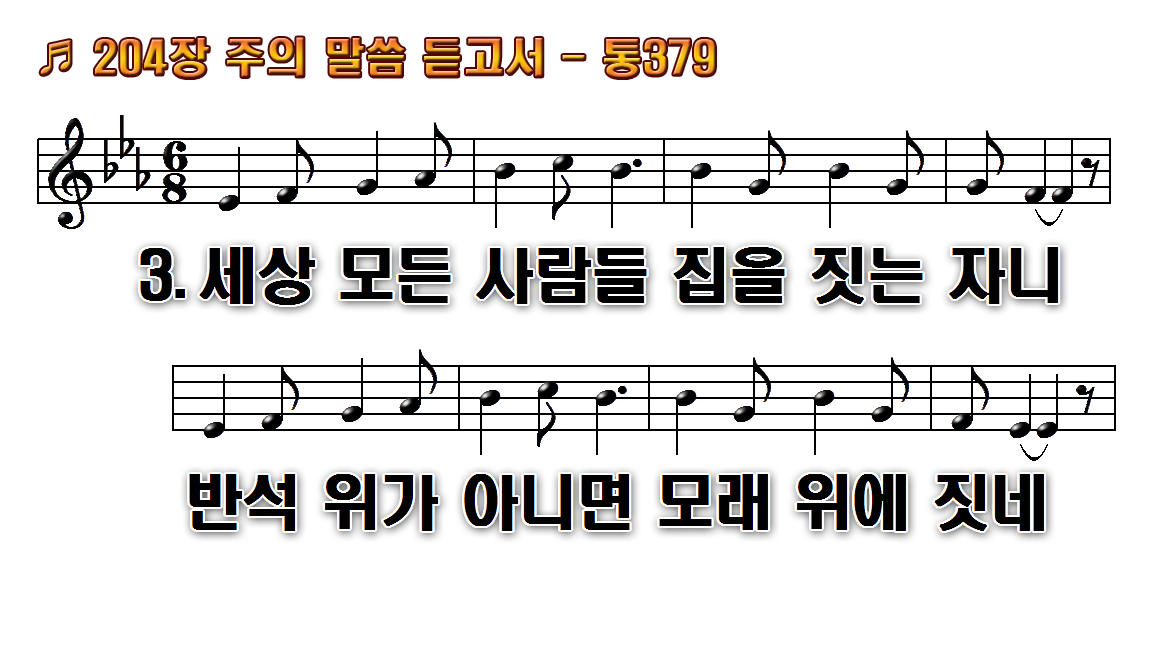 ♬ 204장 주의 말씀 듣고서 - 통379
6
8
3. 세상 모든 사람들 집을 짓는 자니
반석 위가 아니면 모래 위에 짓네